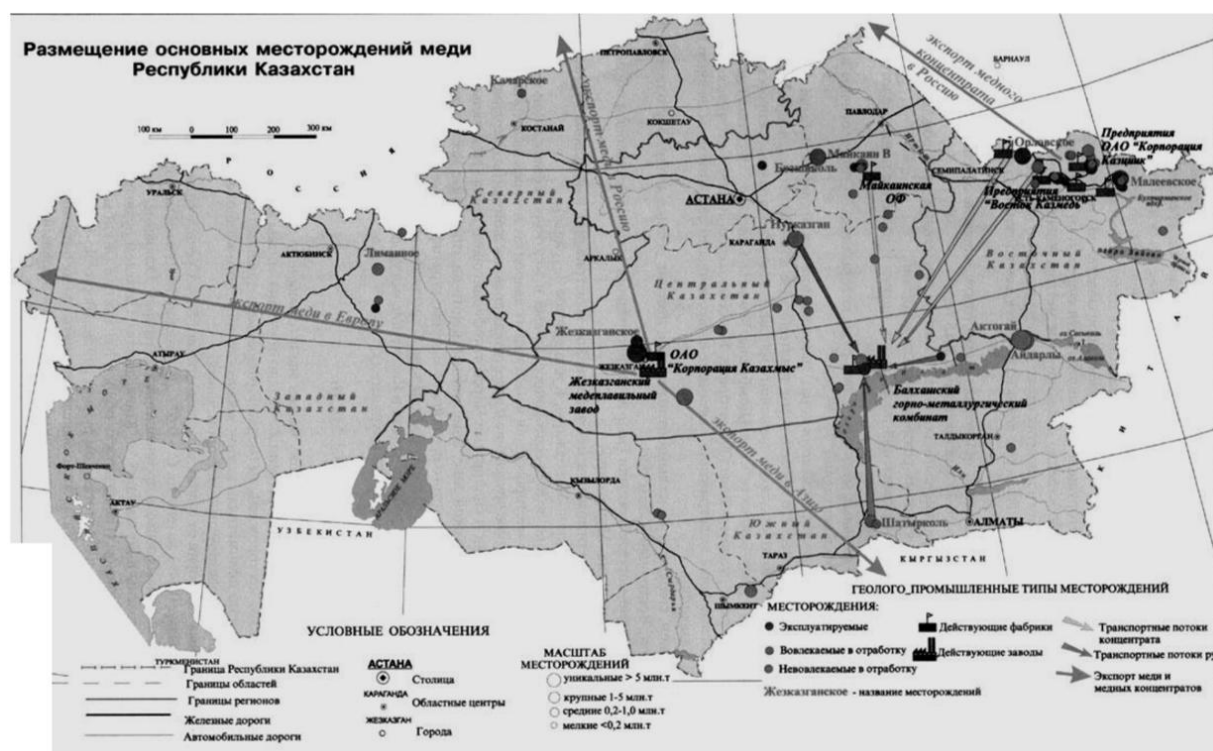 Размещение основных месторождений меди
Республики Казахстан
100 км 0 100 200 300 км
РОССИЯ
ПЕТРОПАВЛОВСК
Качарское
КОСТАНАЙ
КОКШЕТАУ
экспорт меди в Россию
экспорт медного
концентрата
в Россию
БАРНАУЛ
ПАВЛОДАР
Северный
Казахстан
АСТАНА
Бозшаколь
Майкаин В
Майкаинская
ОФ
СЕМИПАЛАТИНСК
Орловское
Предприятия
ОАО "Корпорация
Казцинк"
Малеевское
УСТЬ-КАМЕНОГОРСК
Предприятия
"Восток Казмедь"
Восточный
Казахстан
УРАЛЬСК
АКТЮБИНСК
Лиманное
АРКАЛЫК
Нурказган
КАРАГАНДА
Центральный
Казахстан
экспорт меди в Европу
АТЫРАУ
Западный
Казахстан
Жезказганское
ЖЕЗКАЗГАН
ОАО
"Корпорация Казахмыс"
Жезказганский
медеплавильный
завод
Актогай
Айдарлы
Балхашский
горно-металлургический
комбинат
ТАЛДЫКОРГАН
экспорт меди в Азию
Форт-Шевченко
АКТАУ
УЗБЕКИСТАН
КЫЗЫЛОРДА
Южный
Казахстан
Шатырколь
АЛМАТЫ
КЫРГЫЗСТАН
КИТАЙ
ТАРАЗ
ШЫМКЕНТ
ТУРКМЕНИСТАН
УСЛОВНЫЕ ОБОЗНАЧЕНИЯ
Граница Республики Казахстан
Границы областей
Границы регионов
Железные дороги
Автомобильные дороги
АСТАНА
Столица
КАРАГАНДА
Областные центры
ЖЕЗКАЗГАН
Города
МАСШТАБ
МЕСТОРОЖДЕНИЙ
уникальные > 5 млн.т
крупные 1-5 млн.т
средние 0,2-1,0 млн.т
мелкие <0,2 млн.т
ГЕОЛОГО_ПРОМЫШЛЕННЫЕ ТИПЫ МЕСТОРОЖДЕНИЙ
МЕСТОРОЖДЕНИЯ:
Эксплуатируемые
Вовлекаемые в отработку
Невовлекаемые в отработку
Жезказганское - название месторождений
Действующие фабрики
Действующие заводы
Транспортные потоки
концентрата
Транспортные потоки ру
Экспорт меди и
медных концентратов